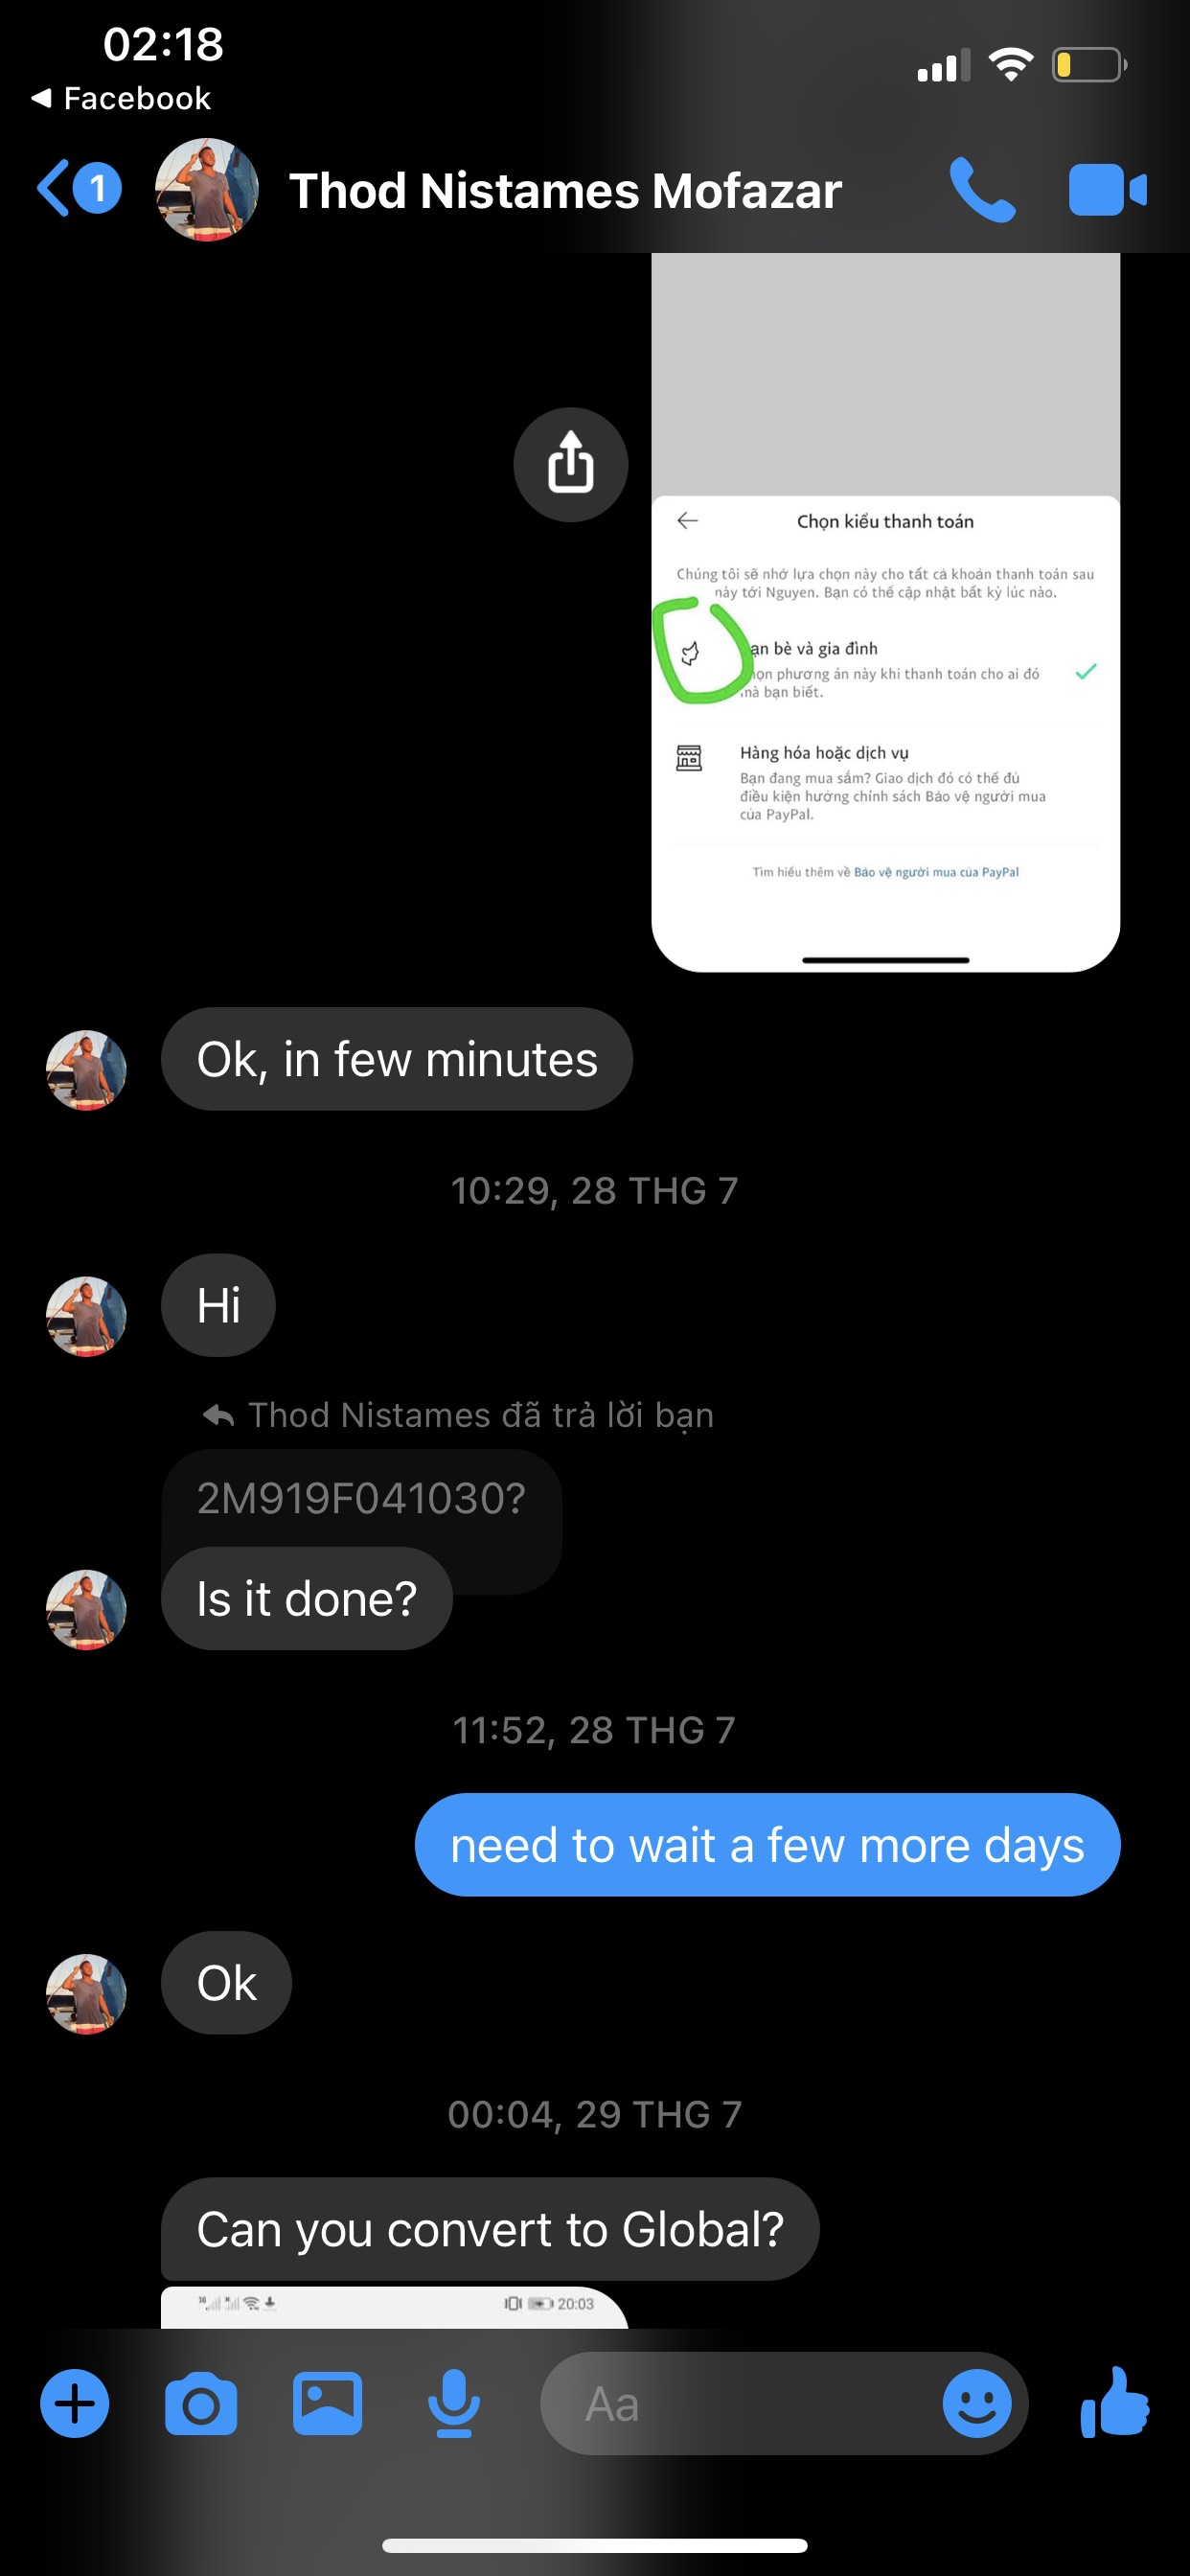 02:18
Facebook
1
Thod Nistames Mofazar
Chọn kiểu thanh toán
Chúng tôi sẽ nhớ lựa chọn này cho tất cả khoản thanh toán sau
này tới Nguyen. Bạn có thể cập nhật bất kỳ lúc nào.
bè và gia đình
phương án này khi thanh toán cho ai đó
mà bạn biết.
Hàng hóa hoặc dịch vụ
Bạn đang mua sắm? Giao dịch đó có thể đủ
điều kiện hưởng chính sách Bảo vệ người mua
của PayPal.
Tìm hiểu thêm về Bảo vệ người mua của PayPal
Ok, in few minutes
10:29, 28 THG 7
Hi
Thod Nistames đã trả lời bạn
2M919F041030?
Is it done?
11:52, 28 THG 7
need to wait a few more days
Ok
00:04, 29 THG 7
Can you convert to Global?
20:03
Aa